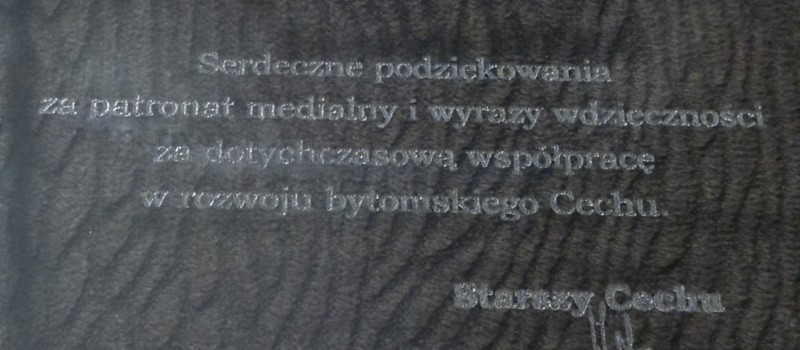 Serdeczne podziękowania
za patronat medialny i wyrazy wdzięczności
za dotychczasową współpracę
w rozwoju bytomskiego Cechu.
Starszy Cechu